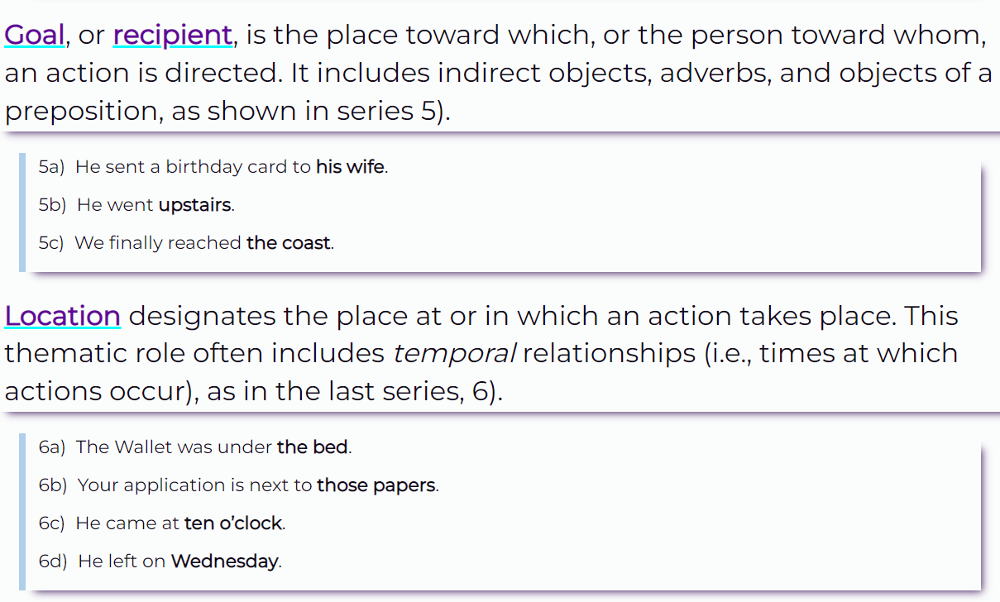 Goal, or recipient, is the place toward which, or the person toward whom,
an action is directed. It includes indirect objects, adverbs, and objects of a
preposition, as shown in series 5).
5a) He sent a birthday card to his wife.
5b) He went upstairs.
5c) We finally reached the coast.
Location designates the place at or in which an action takes place. This
thematic role often includes temporal relationships (i.e., times at which
actions occur), as in the last series, 6).
6a) The Wallet was under the bed.
6b) Your application is next to those papers.
6c) He came at ten o’clock.
6d) He left on Wednesday.